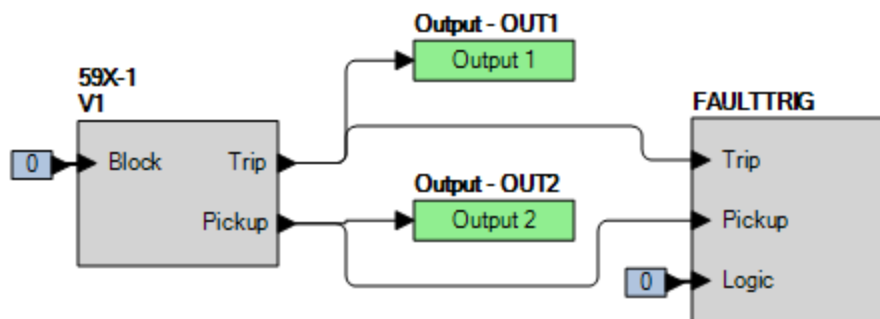 Output - OUT1
Output 1
59X-1
V1
0
Block
Trip
Pickup
Output - OUT2
Output 2
FAULTTRIG
Trip
Pickup
0
Logic